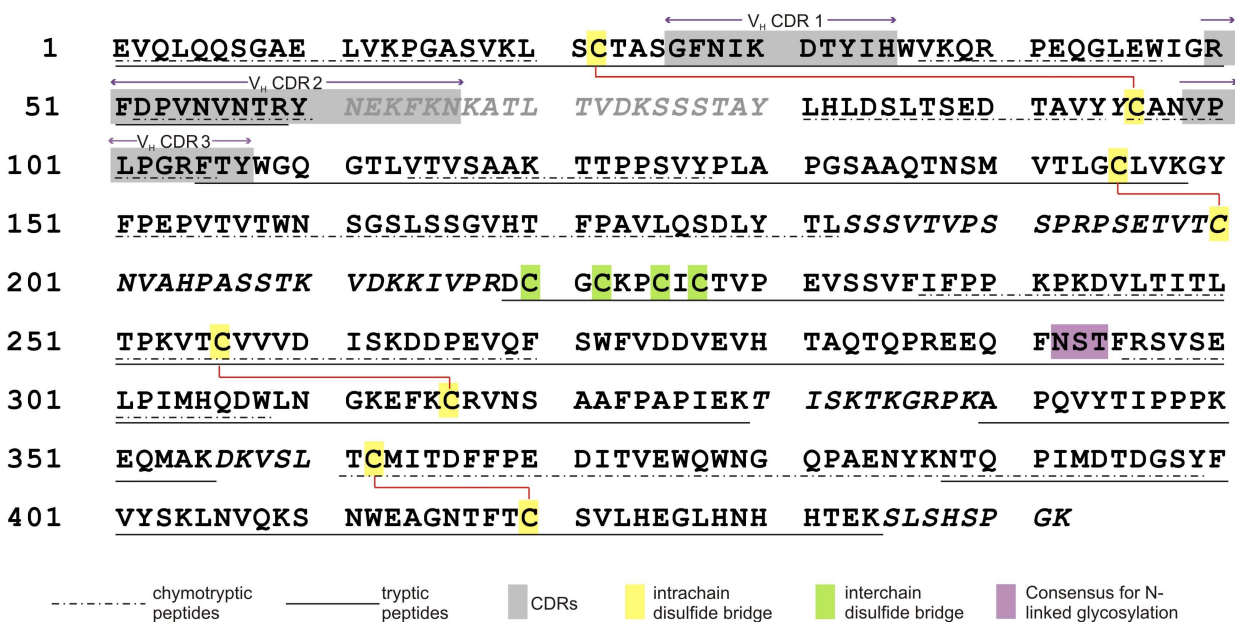 V_H CDR 1
1 EVQLQQSGAE LVKPGASVKL SCTASGFNIK DTYIHWVKQR PEQGLEWIGR
V_H CDR 2
51 FDPVNVNTRY NEKFKNKATL TVDKSSSTAY LHLDSLTSED TAVYYCANVP
V_H CDR 3
101 LPGRFTYWGQ GTLVTVSAAK TTPPSVYPLA PGSAAQTNSM VTLGCLVKGY
151 FPEPVTVTWN SGSLSSGVHT FPAVLQSDLY TLSSSVTVPS SPRPSETVTC
201 NVAHPASSTK VDKKIVPRDC GCKPCICTVP EVSSVFIFPP KPKDVLTITL
251 TPKVTCVVVD ISKDDPEVQF SWFVDDVEVH TAQTQPREEQ FNSTFRSVSE
301 LPIMHQDWLN GKEFKCRVNS AAFPAPIEKT ISKTKGRPKA PQVYTIPPPK
351 EQMAKDKVSL TCMITDFFPE DITVEWQWNG QPAENYKNTQ PIMDTDGSYF
401 VYSKLNVQKS NWEAGNTFTC SVLHEGLHNH HTEKSLSHSP GK
chymotryptic peptides
tryptic peptides
CDRs
intrachain disulfide bridge
interchain disulfide bridge
Consensus for N-linked glycosylation